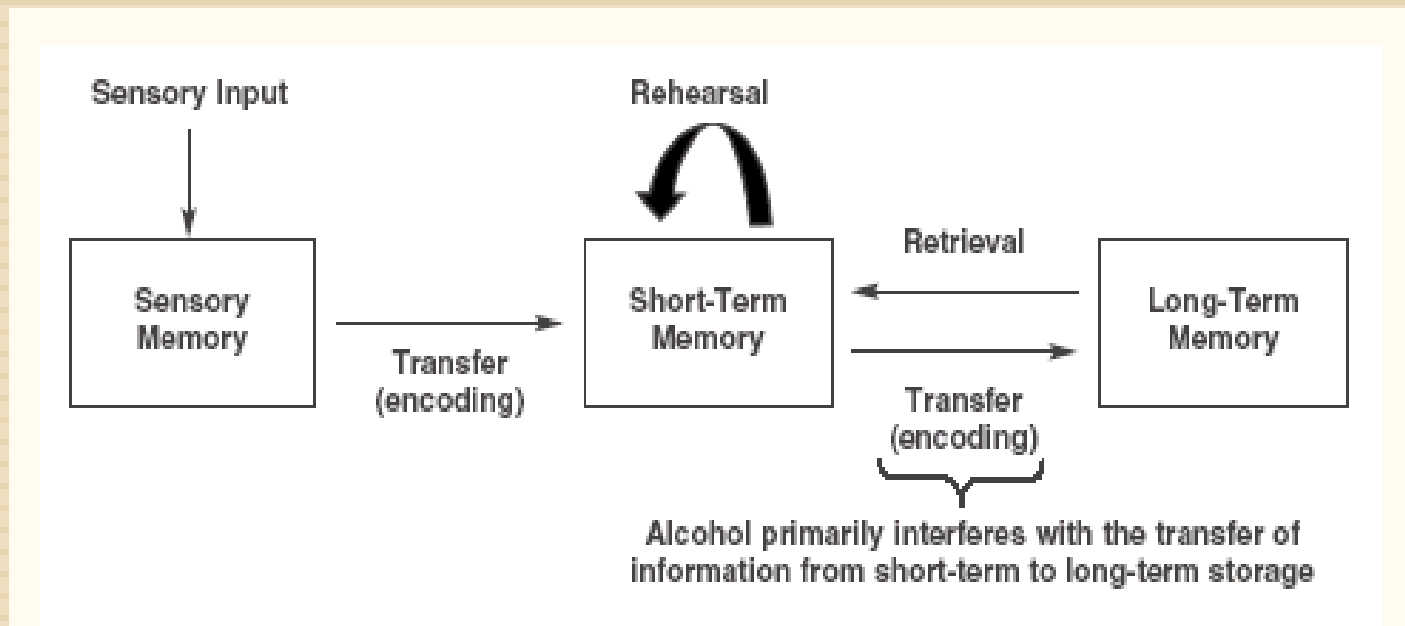 Sensory Input
Rehearsal
Sensory
Memory
Transfer
(encoding)
Short-Term
Memory
Retrieval
Transfer
(encoding)
Long-Term
Memory
Alcohol primarily interferes with the transfer of
information from short-term to long-term storage